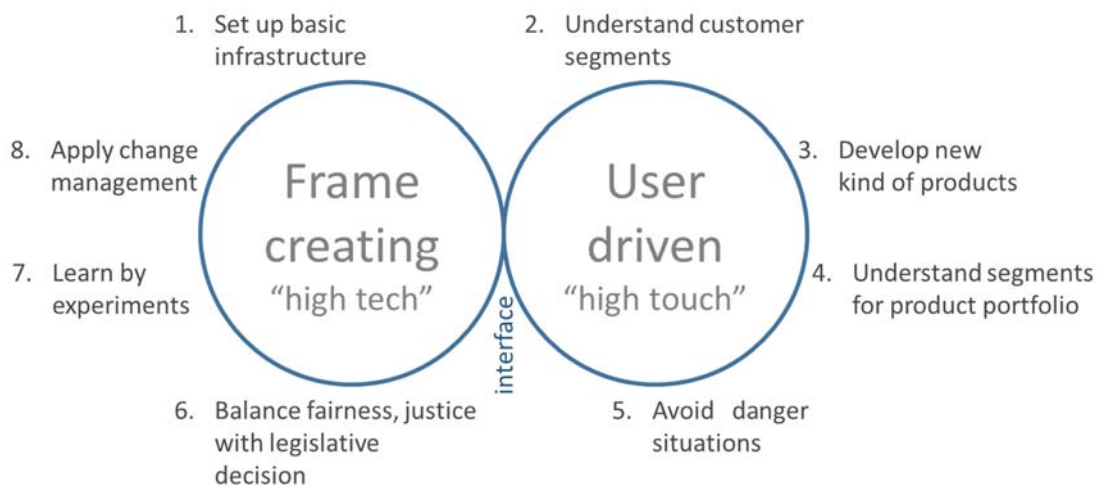 1. Set up basic
infrastructure
2. Understand customer
segments
8. Apply change
management
Frame
creating
"high tech"
User
driven
"high touch"
3. Develop new
kind of products
7. Learn by
experiments
interface
4. Understand segments
for product portfolio
6. Balance fairness, justice
with legislative
decision
5. Avoid danger
situations